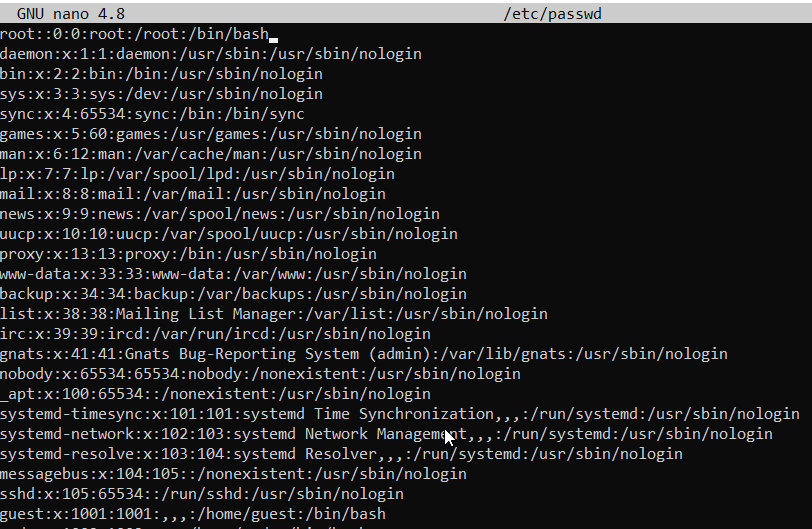 GNU nano 4.8 /etc/passwd
root::0:0:root:/root:/bin/bash
daemon:x:1:1:daemon:/usr/sbin:/usr/sbin/nologin
bin:x:2:2:bin:/bin:/usr/sbin/nologin
sys:x:3:3:sys:/dev:/usr/sbin/nologin
sync:x:4:65534:sync:/bin:/bin/sync
games:x:5:60:games:/usr/games:/usr/sbin/nologin
man:x:6:12:man:/var/cache/man:/usr/sbin/nologin
lp:x:7:7:lp:/var/spool/lpd:/usr/sbin/nologin
mail:x:8:8:mail:/var/mail:/usr/sbin/nologin
news:x:9:9:news:/var/spool/news:/usr/sbin/nologin
uucp:x:10:10:uucp:/var/spool/uucp:/usr/sbin/nologin
proxy:x:13:13:proxy:/bin:/usr/sbin/nologin
www-data:x:33:33:www-data:/var/www:/usr/sbin/nologin
backup:x:34:34:backup:/var/backups:/usr/sbin/nologin
list:x:38:38:Mailing List Manager:/var/list:/usr/sbin/nologin
irc:x:39:39:ircd:/var/run/ircd:/usr/sbin/nologin
gnats:x:41:41:Gnats Bug-Reporting System (admin):/var/lib/gnats:/usr/sbin/nologin
nobody:x:65534:65534:nobody:/nonexistent:/usr/sbin/nologin
_apt:x:100:65534::/nonexistent:/usr/sbin/nologin
systemd-timesync:x:101:101:systemd Time Synchronization,,,:/run/systemd:/usr/sbin/nologin
systemd-network:x:102:103:systemd Network Management,,,:/run/systemd:/usr/sbin/nologin
systemd-resolve:x:103:104:systemd Resolver,,,:/run/systemd:/usr/sbin/nologin
messagebus:x:104:105::/nonexistent:/usr/sbin/nologin
sshd:x:105:65534::/run/sshd:/usr/sbin/nologin
guest:x:1001:1001:,,,:/home/guest:/bin/bash